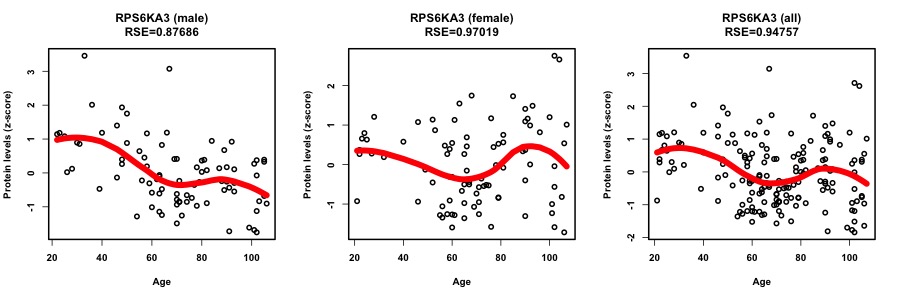 RPS6KA3 (male)
RSE=0.87686
Protein levels (z-score)
3
2
1
0
-1
20 40 60 80 100
Age
RPS6KA3 (female)
RSE=0.97019
Protein levels (z-score)
2
1
0
-1
20 40 60 80 100
Age
RPS6KA3 (all)
RSE=0.94757
Protein levels (z-score)
3
2
1
0
-1
-2
20 40 60 80 100
Age